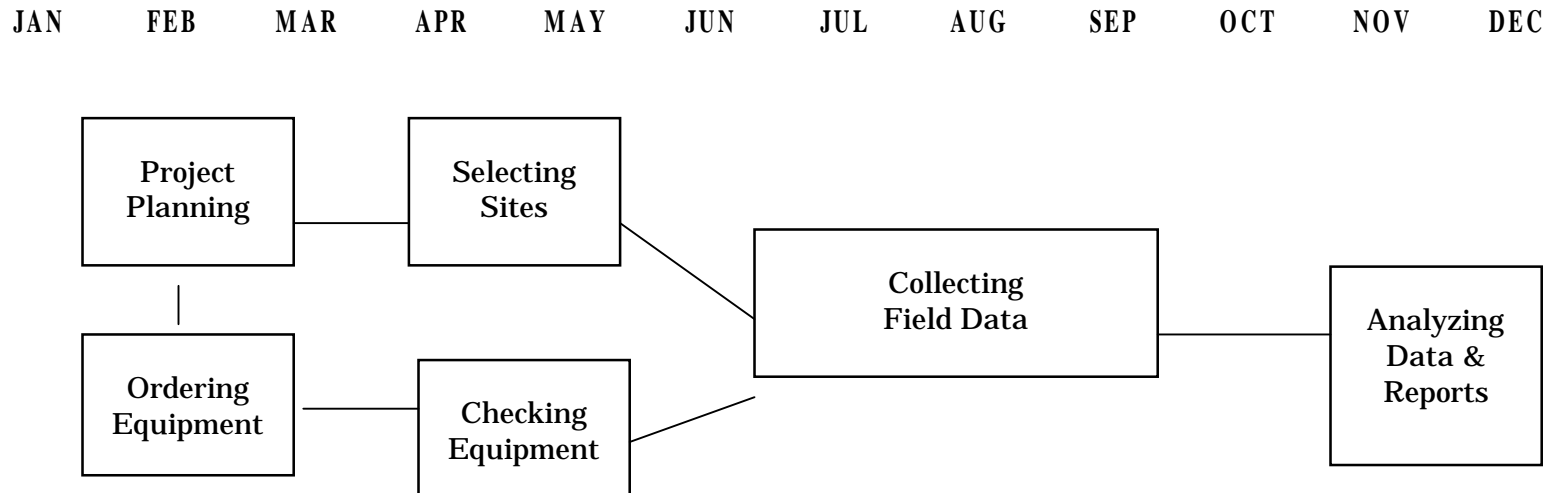 JAN FEB MAR APR MAY JUN JUL AUG SEP OCT NOV DEC
Project
Planning
Selecting
Sites
Collecting
Field Data
Analyzing
Data &
Reports
Ordering
Equipment
Checking
Equipment